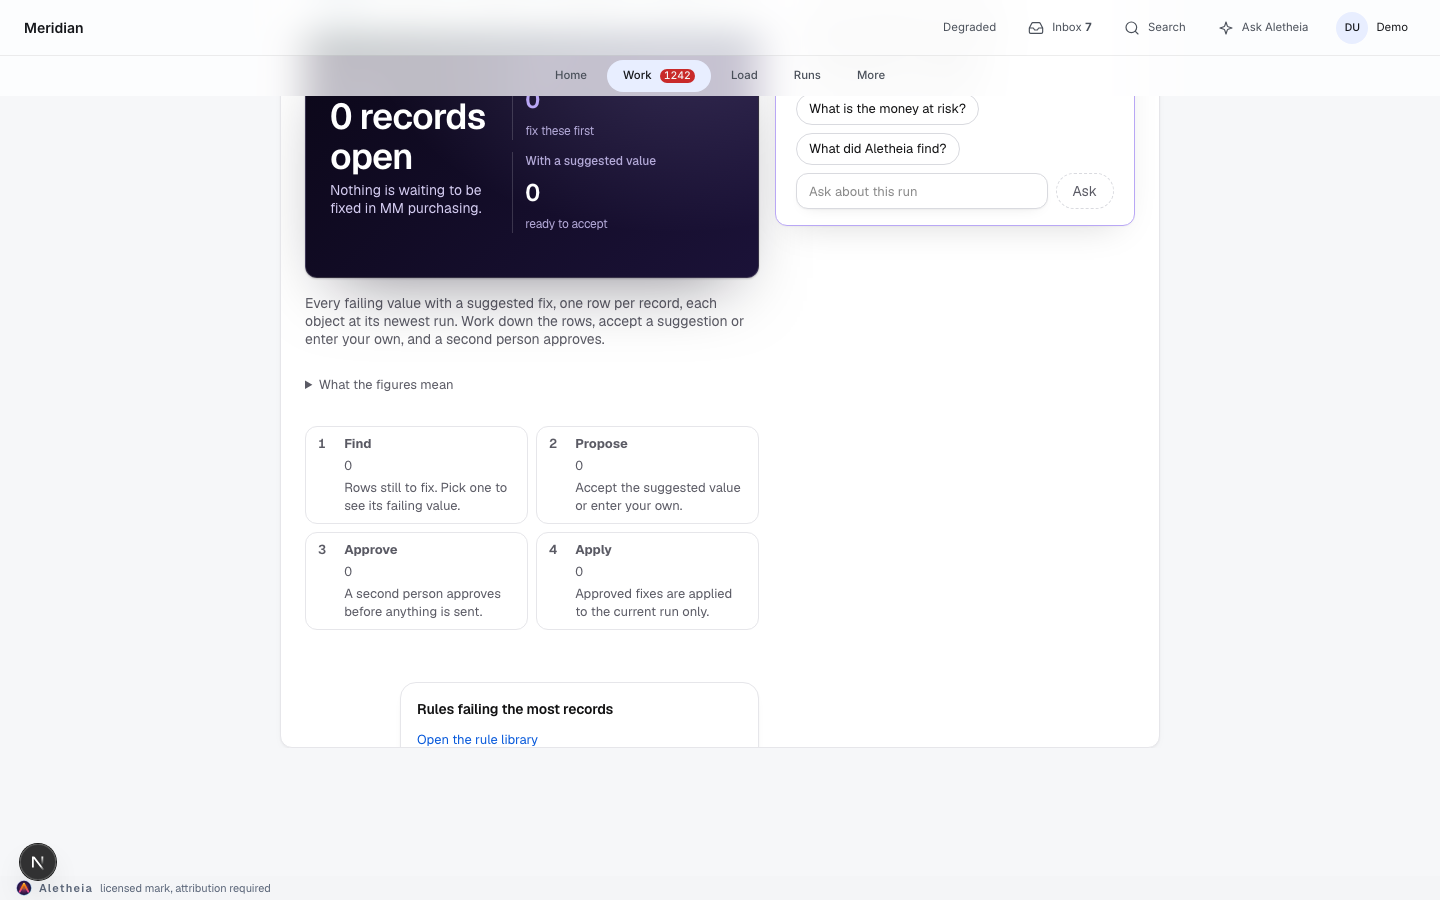 Meridian
Degraded
Inbox 7
Search
Ask Aletheia
DU
Demo
Home
Work 1242
Load
Runs
More
0 records
open
Nothing is waiting to be
fixed in MM purchasing.
0
fix these first
With a suggested value
0
ready to accept
What is the money at risk?
What did Aletheia find?
Ask about this run
Ask
Every failing value with a suggested fix, one row per record, each
object at its newest run. Work down the rows, accept a suggestion or
enter your own, and a second person approves.
What the figures mean
1 Find
0
Rows still to fix. Pick one to
see its failing value.
2 Propose
0
Accept the suggested value
or enter your own.
3 Approve
0
A second person approves
before anything is sent.
4 Apply
0
Approved fixes are applied
to the current run only.
Rules failing the most records
Open the rule library
N
Aletheia licensed mark, attribution required